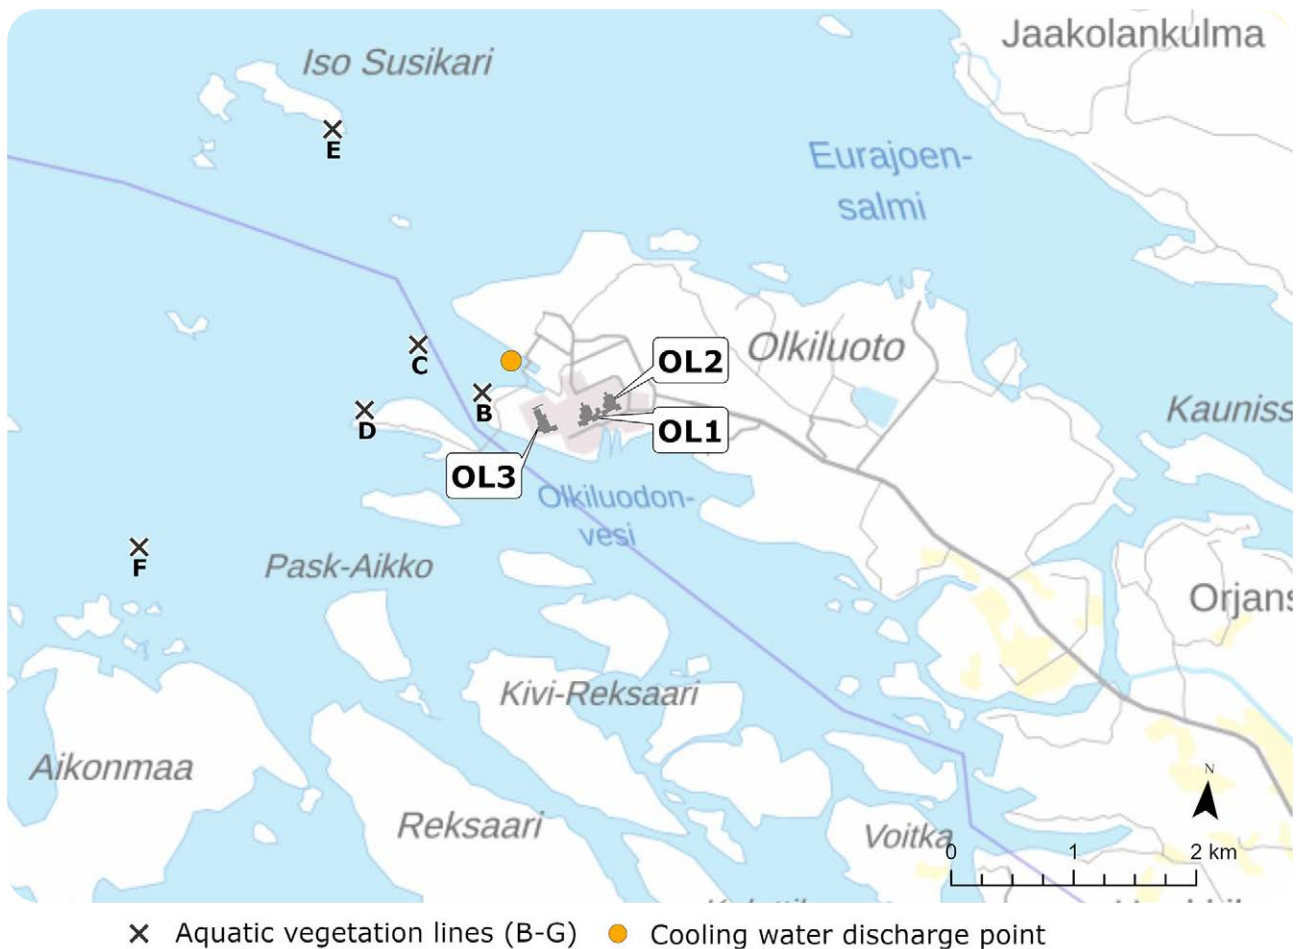 Jaakolankulma
Iso Susikari
E
Eurajoen-
salmi
C
Olkiluoto
OL2
B
D
OL1
Kauniss
OL3
Olkiluodon-
vesi
F
Pask-Aikko
Orjans
Kivi-Reksaari
Aikonmaa
N
Reksaari
Voitka
0 1 2 km
Aquatic vegetation lines (B-G)
Cooling water discharge point